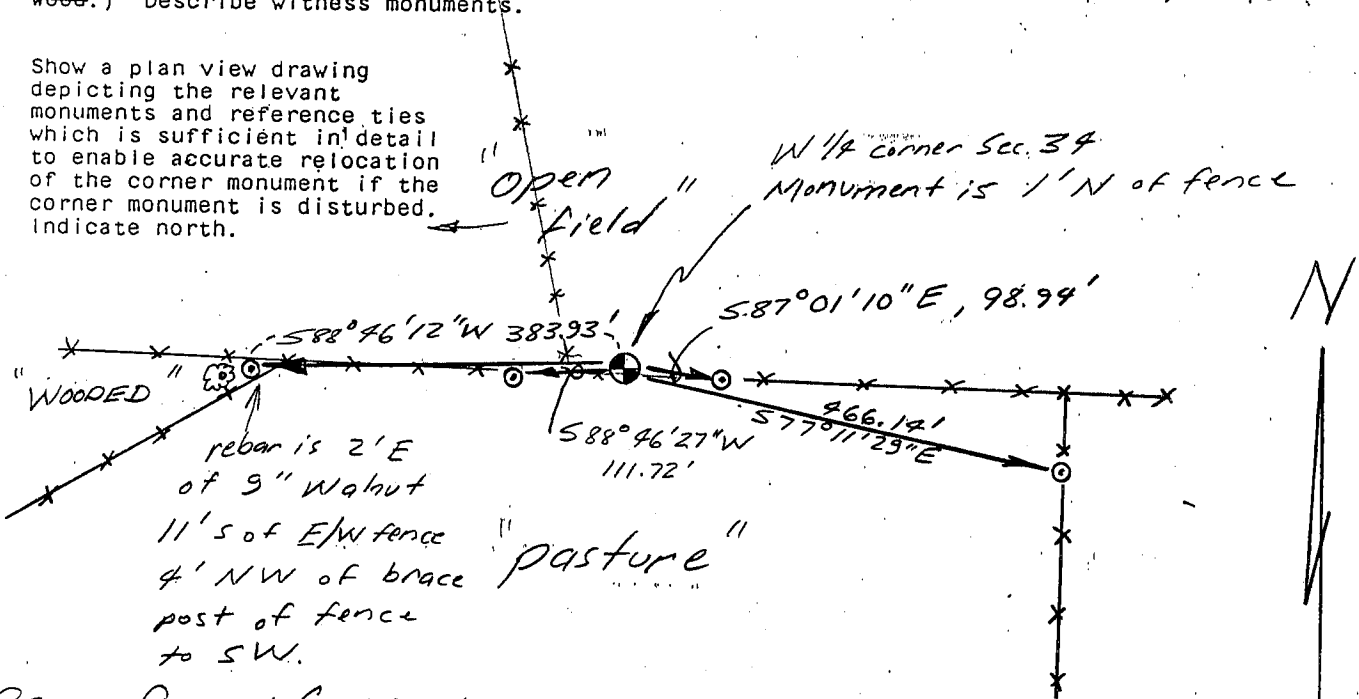 wood.) Describe witness monuments.
Show a plan view drawing
depicting the relevant
monuments and reference ties
which is sufficient in detail
to enable accurate relocation
of the corner monument if the
corner monument is disturbed.
Indicate north.
"Open
field"
W 1/4 corner Sec. 34
Monument is 1' N of fence
N
S88°46'12"W 383.93'
S.87°01'10"E, 98.94'
"WOODED"
466.14'
S77°11'29"E
S88°46'27"W
111.72'
rebar is 2'E
of 9" Walnut
11's of E/W fence
4' NW of brace
post of fence
to SW.
"pasture"